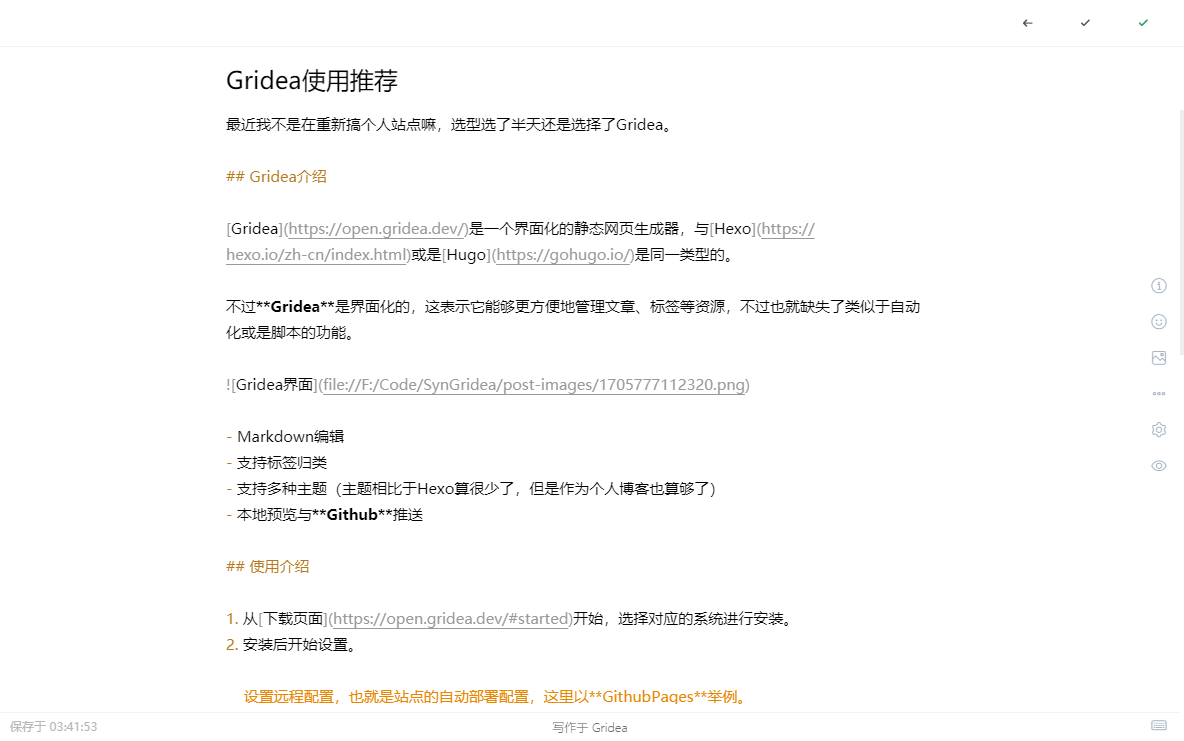 Gridea使用推荐
最近我不是在重新搞个人站点嘛，选型选了半天还是选择了Gridea。
## Gridea介绍
[Gridea](https://open.gridea.dev/)是一个界面化的静态网页生成器，与[Hexo](https://
hexo.io/zh-cn/index.html)或是[Hugo](https://gohugo.io/)是同一类型的。
不过**Gridea**是界面化的，这表示它能够更方便地管理文章、标签等资源，不过也就缺失了类似于自动
化或是脚本的功能。
![Gridea界面](file://F:/Code/SynGridea/post-images/1705777112320.png)
- Markdown编辑
- 支持标签归类
- 支持多种主题（主题相比于Hexo算很少了，但是作为个人博客也算够了）
- 本地预览与**Github**推送
## 使用介绍
1. 从[下载页面](https://open.gridea.dev/#started)开始，选择对应的系统进行安装。
2. 安装后开始设置。
设置远程配置，也就是站点的自动部署配置，这里以**GithubPages**举例。
保存于 03:41:53
写作于 Gridea